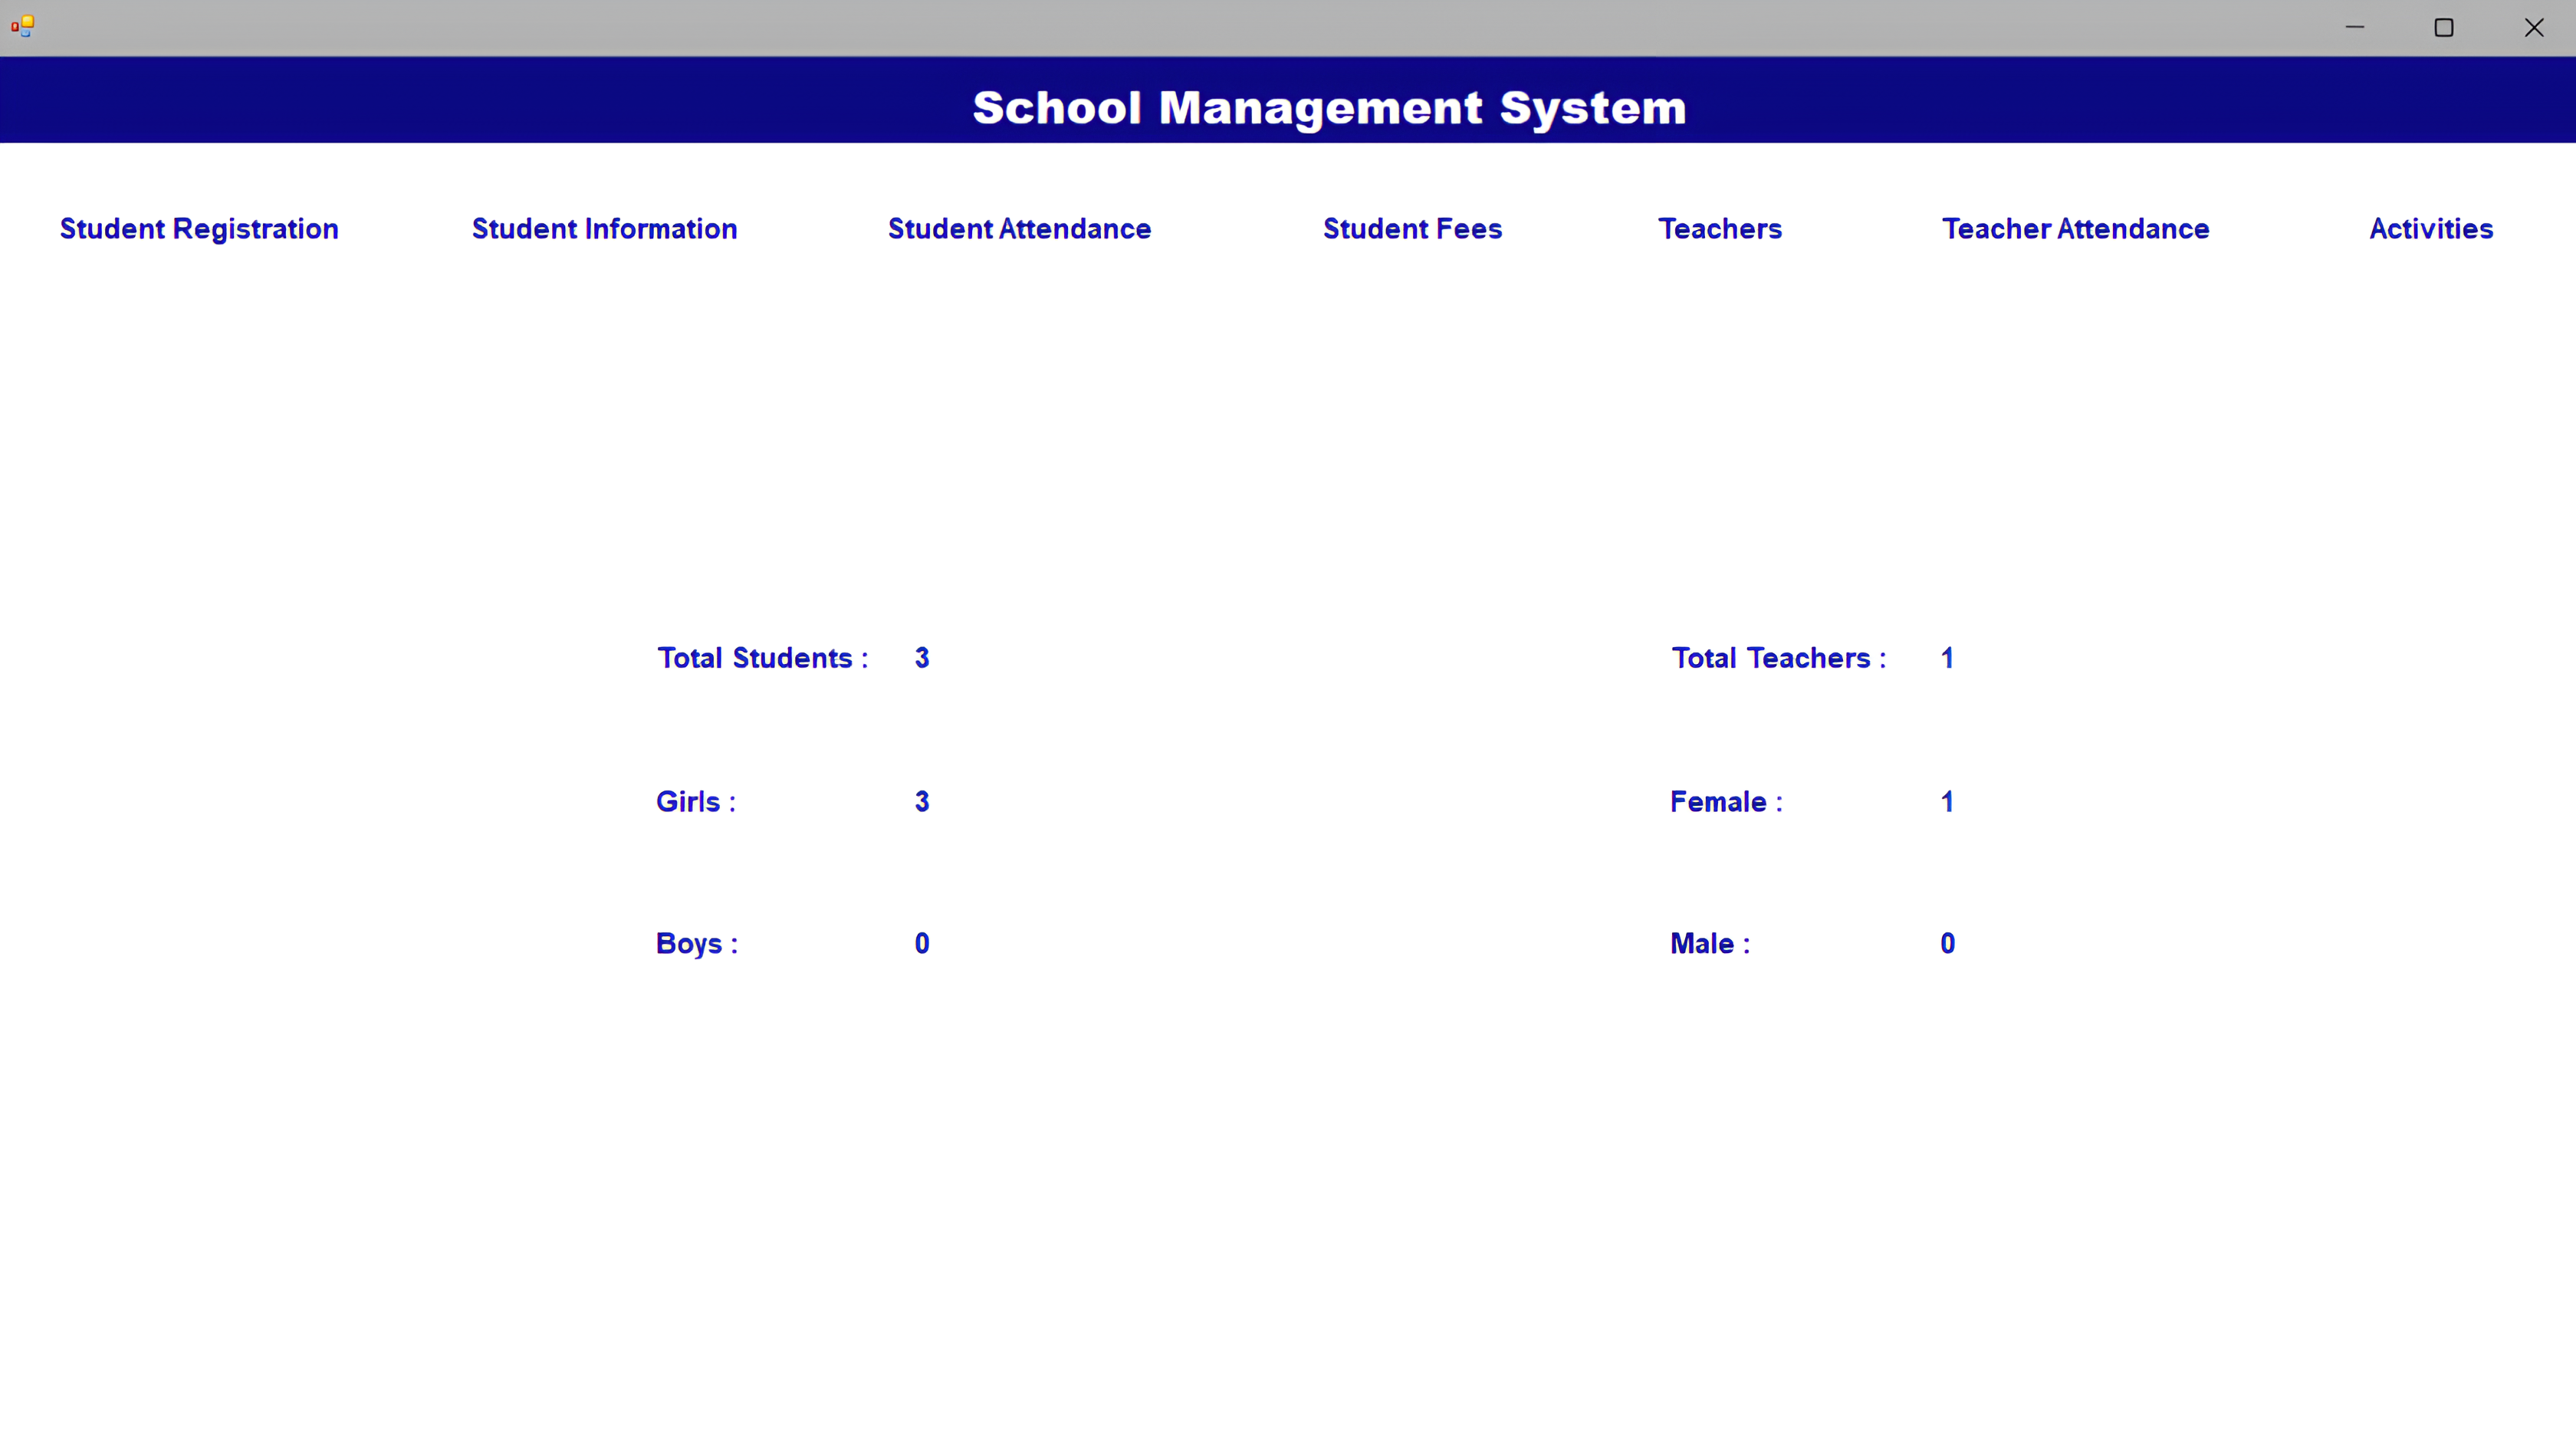 School Management System
Student Registration Student Information Student Attendance Student Fees Teachers Teacher Attendance Activities
Total Students : 3 Total Teachers : 1
Girls : 3 Female : 1
Boys : 0 Male : 0